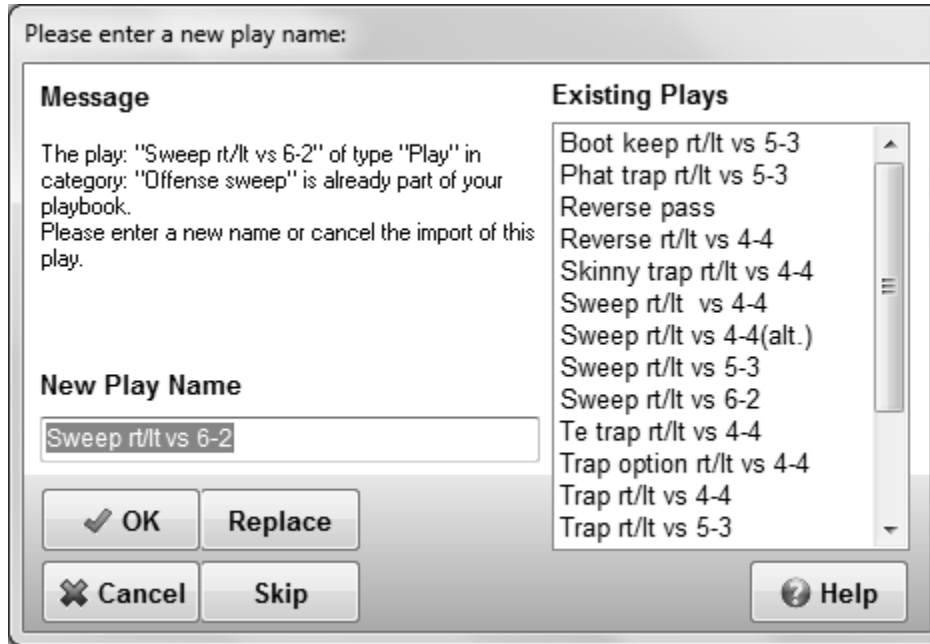 Please enter a new play name:
Message
The play: "Sweep rt/lt vs 6-2" of type "Play" in
category: "Offense sweep" is already part of your
playbook.
Please enter a new name or cancel the import of this
play.
New Play Name
Sweep rt/lt vs 6-2
OK
Replace
Cancel
Skip
Existing Plays
Boot keep rt/lt vs 5-3
Phat trap rt/lt vs 5-3
Reverse pass
Reverse rt/lt vs 4-4
Skinny trap rt/lt vs 4-4
Sweep rt/lt  vs 4-4
Sweep rt/lt vs 4-4(alt.)
Sweep rt/lt vs 5-3
Sweep rt/lt vs 6-2
Te trap rt/lt vs 4-4
Trap option rt/lt vs 4-4
Trap rt/lt vs 4-4
Trap rt/lt vs 5-3
Help